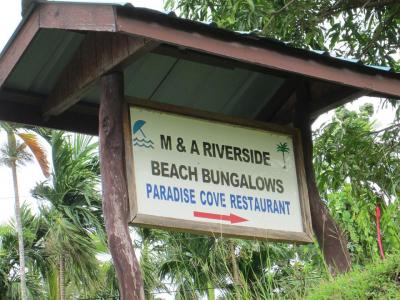 M & A RIVERSIDE
BEACH BUNGALOWS
PARADISE COVE RESTAURANT